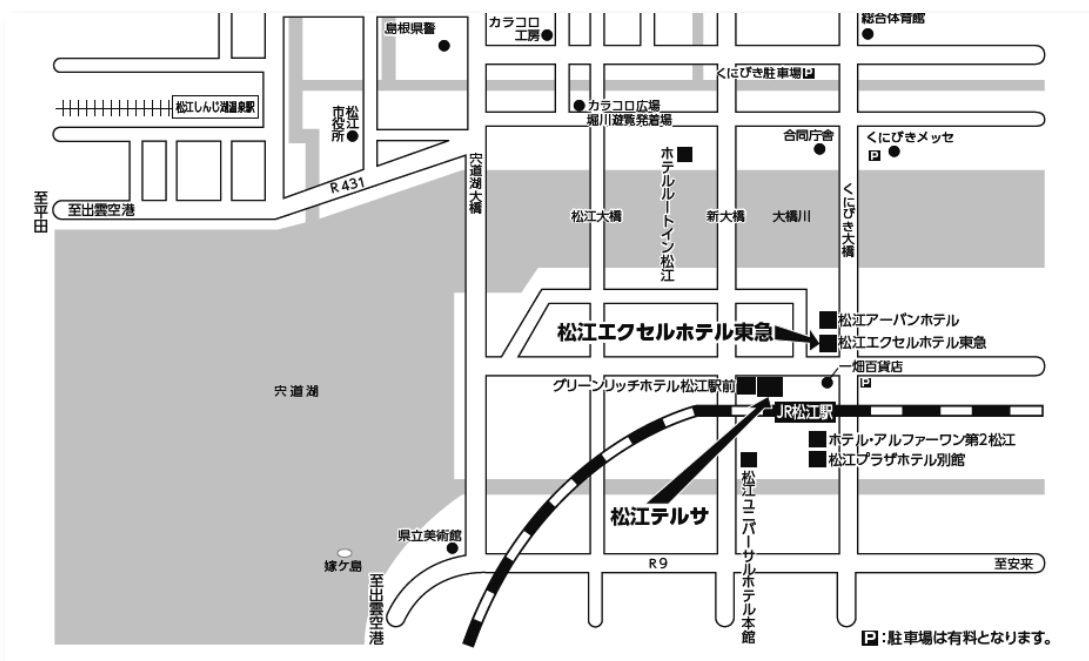 島根県警
カラコロ
工房
総合体育館
くにびき駐車場P
松江しんじ湖温泉駅
松江
市役所
カラコロ広場
堀川遊覧発着場
合同庁舎
くにびきメッセ
P
ホテルルートイン松江
宍道湖大橋
R431
至平田
至出雲空港
松江大橋
新大橋
大橋川
くにびき大橋
松江アーバンホテル
松江エクセルホテル東急
松江エクセルホテル東急
一畑百貨店
P
宍道湖
グリーンリッチホテル松江駅前
JR松江駅
ホテル・アルファーワン第2松江
松江プラザホテル別館
松江テルサ
松江ユニバーサルホテル本館
県立美術館
嫁ケ島
至出雲空港
R9
至安来
P:駐車場は有料となります。